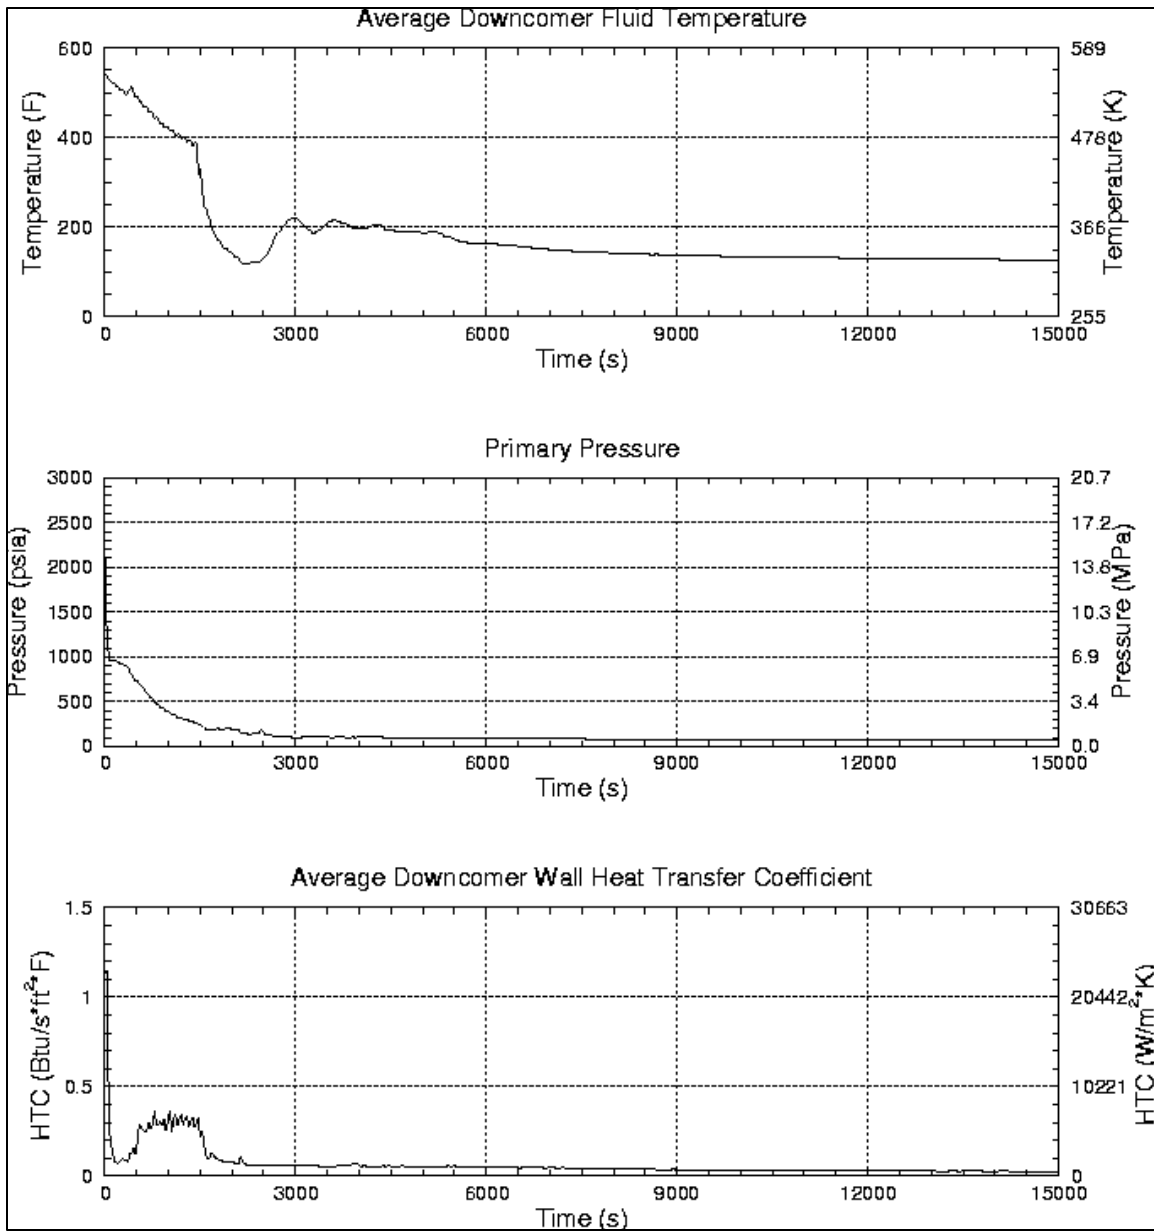 Average Downcomer Fluid Temperature
600 589
400 478
200 366
0 255
Temperature (F)
Temperature (K)
0 3000 6000 9000 12000 15000
Time (s)
Primary Pressure
3000 20.7
2500 17.2
2000 13.8
1500 10.3
1000 6.9
500 3.4
0 0.0
Pressure (psia)
Pressure (MPa)
0 3000 6000 9000 12000 15000
Time (s)
Average Downcomer Wall Heat Transfer Coefficient
1.5 30663
1 20442
0.5 10221
0 0
HTC (Btu/s*ft²*F)
HTC (W/m²*K)
0 3000 6000 9000 12000 15000
Time (s)